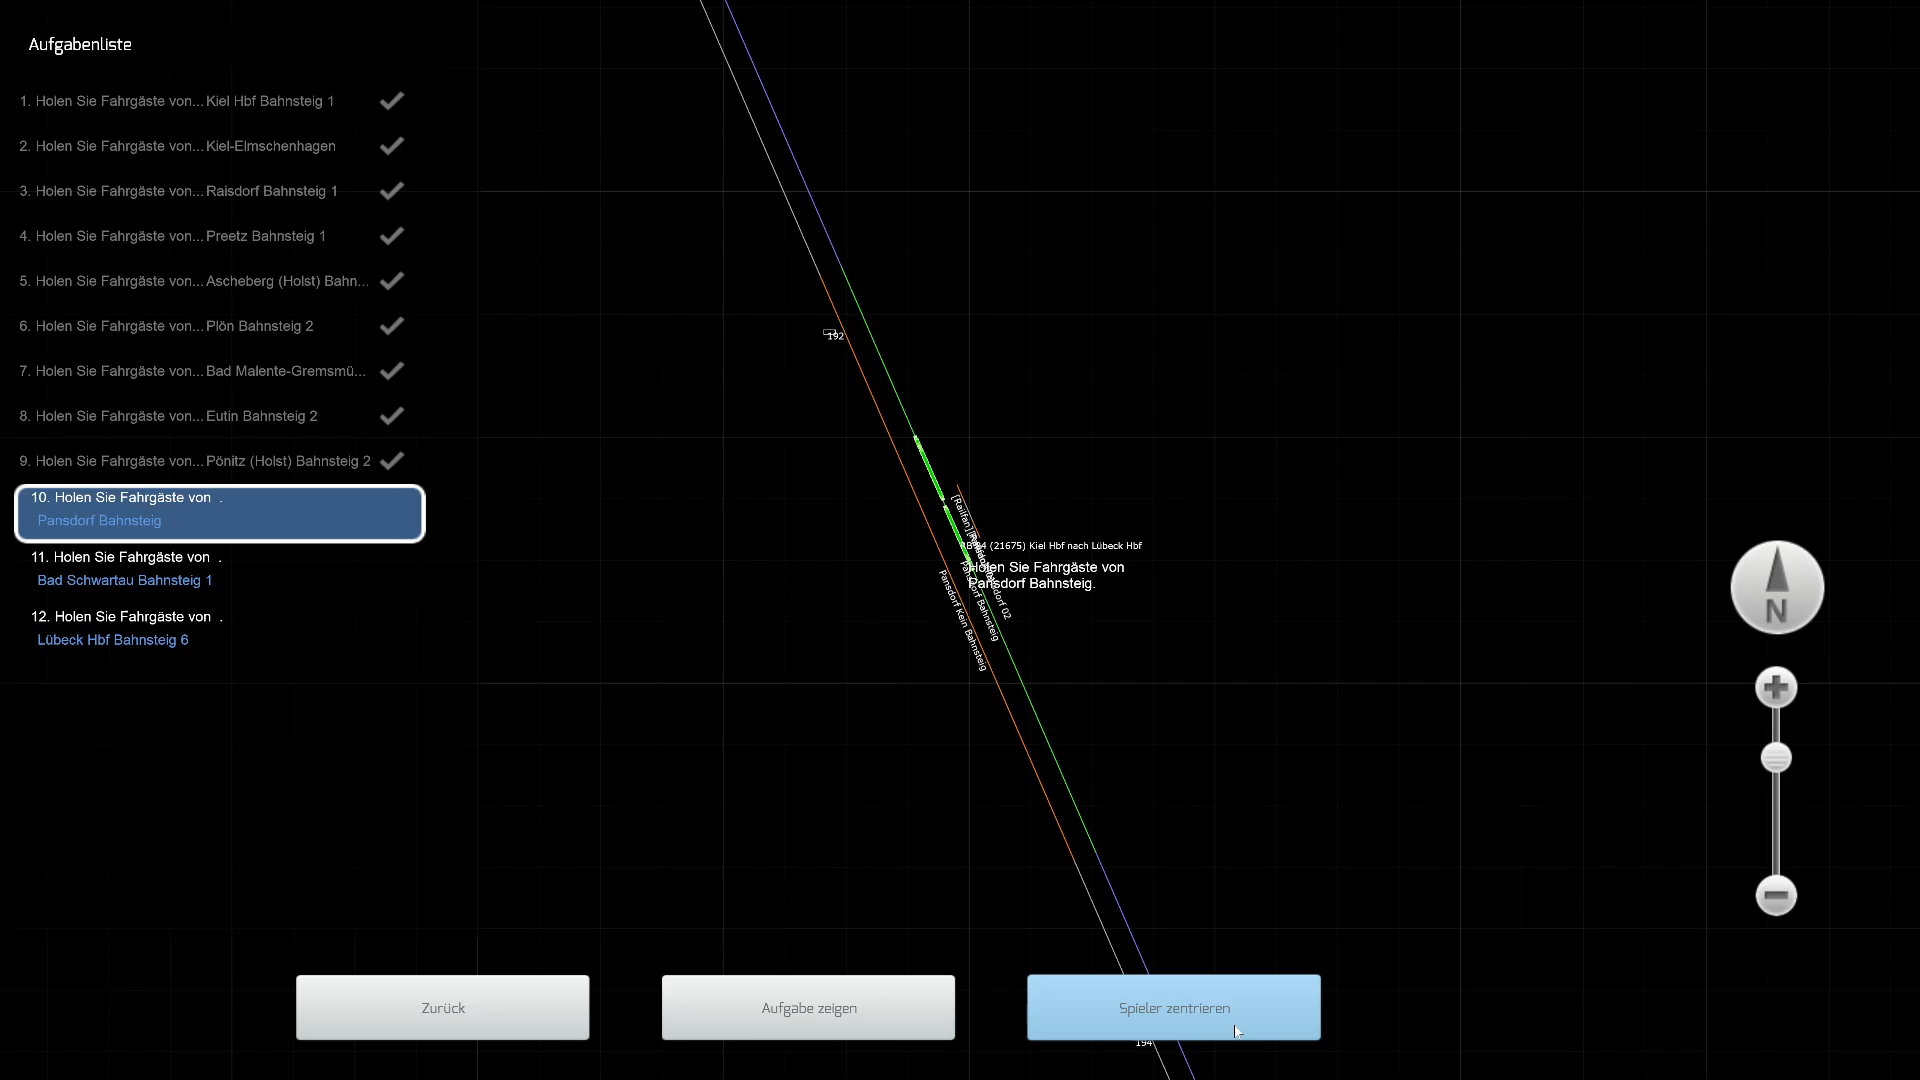 Aufgabenliste
1. Holen Sie Fahrgäste von... Kiel Hbf Bahnsteig 1
2. Holen Sie Fahrgäste von... Kiel-Elmschenhagen
3. Holen Sie Fahrgäste von... Raisdorf Bahnsteig 1
4. Holen Sie Fahrgäste von... Preetz Bahnsteig 1
5. Holen Sie Fahrgäste von... Ascheberg (Holst) Bahn...
6. Holen Sie Fahrgäste von... Plön Bahnsteig 2
7. Holen Sie Fahrgäste von... Bad Malente-Gremsmü...
8. Holen Sie Fahrgäste von... Eutin Bahnsteig 2
9. Holen Sie Fahrgäste von... Pönitz (Holst) Bahnsteig 2
10. Holen Sie Fahrgäste von .
Pansdorf Bahnsteig
11. Holen Sie Fahrgäste von .
Bad Schwartau Bahnsteig 1
12. Holen Sie Fahrgäste von .
Lübeck Hbf Bahnsteig 6
192
[Railfan]
(21675) Kiel Hbf nach Lübeck Hbf
Holen Sie Fahrgäste von
Pansdorf Bahnsteig.
Pansdorf Bahnsteig
Pansdorf Kein Bahnsteig
N
Zurück
Aufgabe zeigen
Spieler zentrieren
194